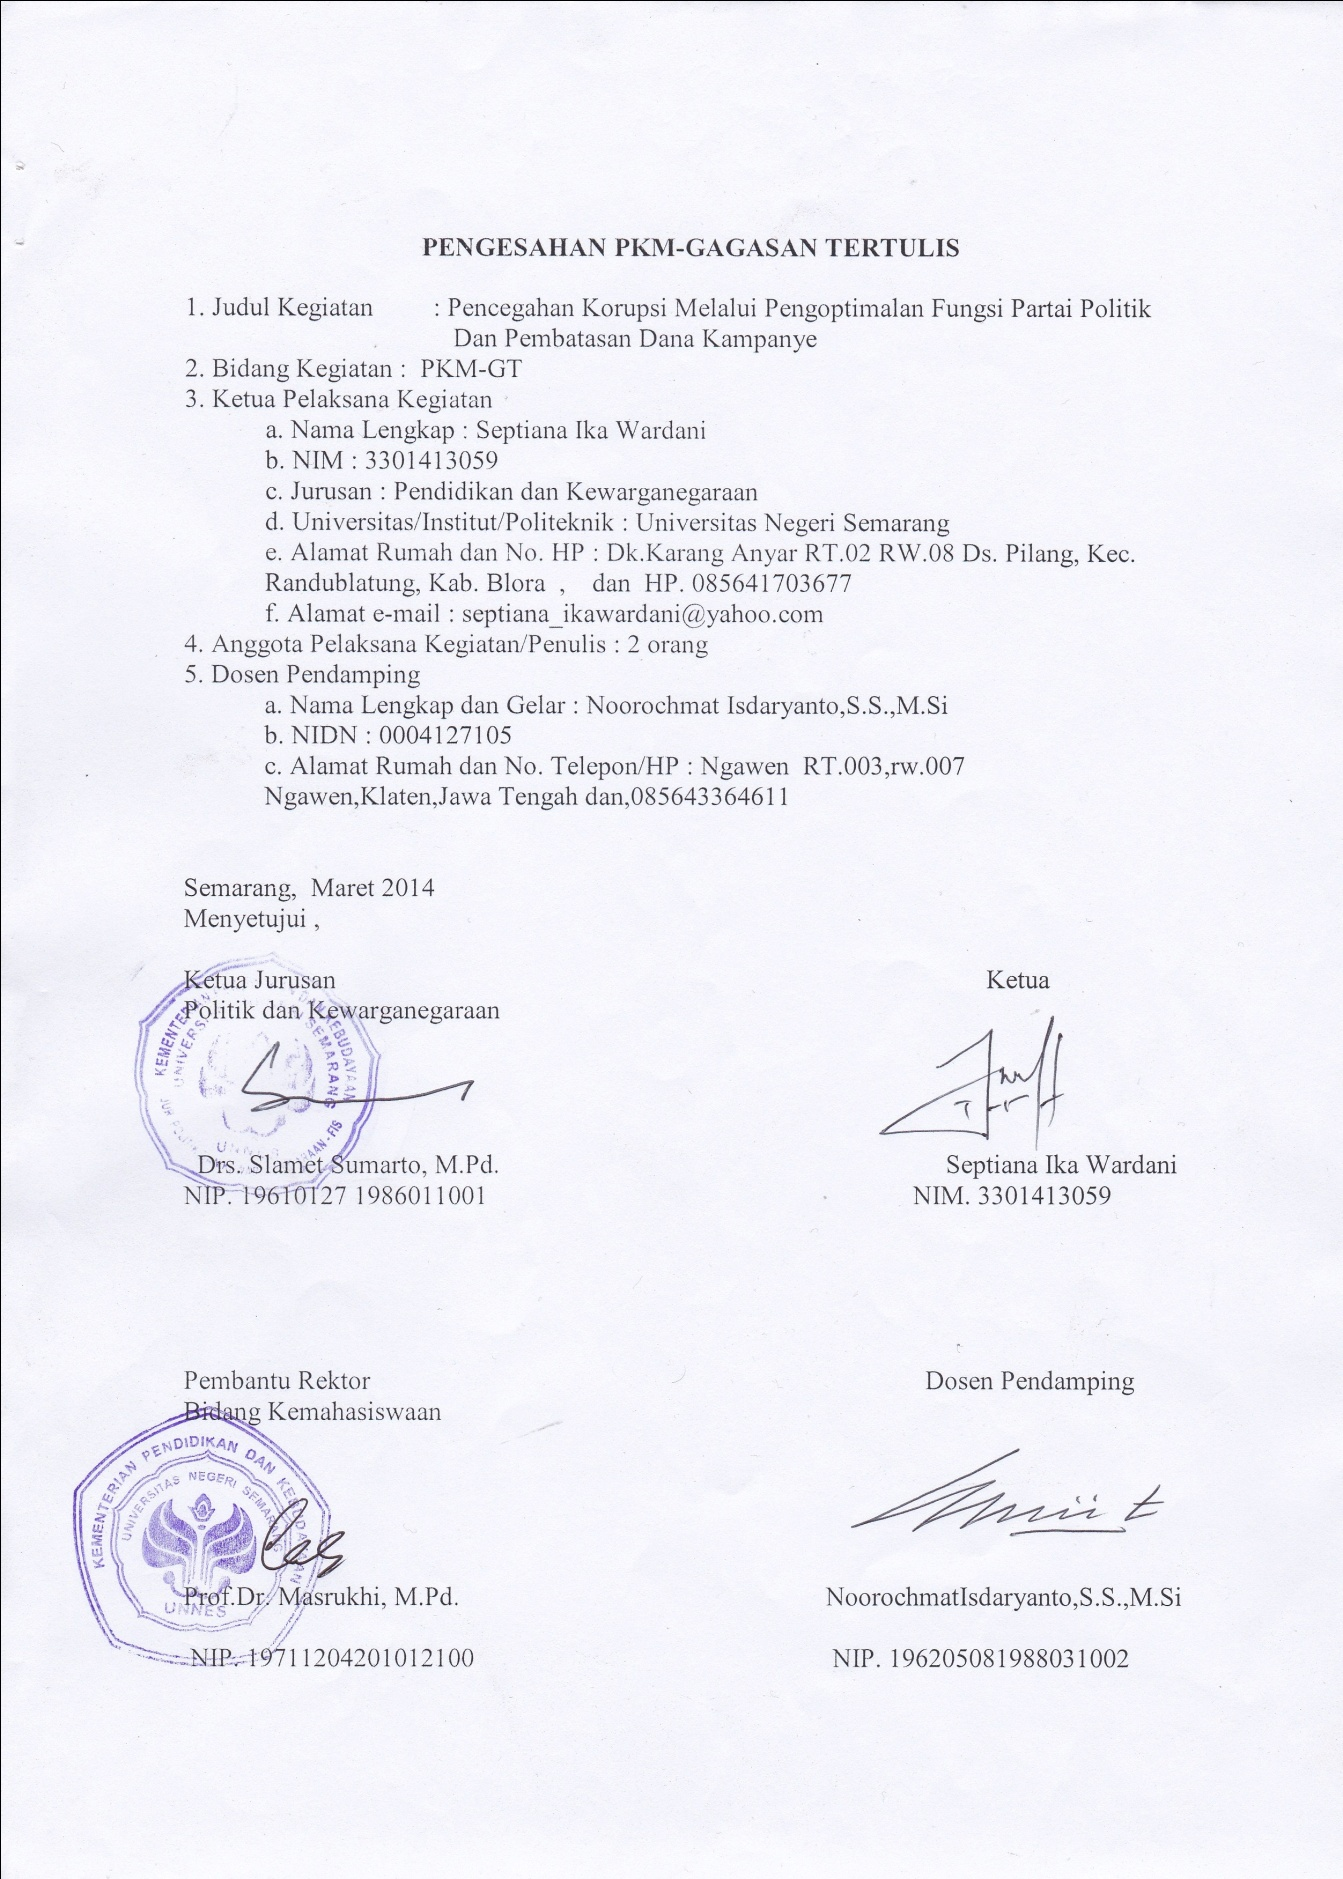 PENGESAHAN PKM-GAGASAN TERTULIS
1. Judul Kegiatan : Pencegahan Korupsi Melalui Pengoptimalan Fungsi Partai Politik
Dan Pembatasan Dana Kampanye
2. Bidang Kegiatan : PKM-GT
3. Ketua Pelaksana Kegiatan
a. Nama Lengkap : Septiana Ika Wardani
b. NIM : 3301413059
c. Jurusan : Pendidikan dan Kewarganegaraan
d. Universitas/Institut/Politeknik : Universitas Negeri Semarang
e. Alamat Rumah dan No. HP : Dk.Karang Anyar RT.02 RW.08 Ds. Pilang, Kec.
Randublatung, Kab. Blora , dan HP. 085641703677
f. Alamat e-mail : septiana_ikawardani@yahoo.com
4. Anggota Pelaksana Kegiatan/Penulis : 2 orang
5. Dosen Pendamping
a. Nama Lengkap dan Gelar : Noorochmat Isdaryanto,S.S.,M.Si
b. NIDN : 0004127105
c. Alamat Rumah dan No. Telepon/HP : Ngawen RT.003,rw.007
Ngawen,Klaten,Jawa Tengah dan,085643364611
Semarang, Maret 2014
Menyetujui ,
Ketua Jurusan Ketua
Politik dan Kewarganegaraan
UNIVERS SEMARANG
UNNES
Drs. Slamet Sumarto, M.Pd. Septiana Ika Wardani
NIP. 19610127 1986011001 NIM. 3301413059
Pembantu Rektor Dosen Pendamping
Bidang Kemahasiswaan
KEMENTERIAN PENDIDIKAN DAN KEBUDAYAAN
UNIVERSITAS NEGERI SEMARANG
UNNES
Prof.Dr. Masrukhi, M.Pd. NoorochmatIsdaryanto,S.S.,M.Si
NIP. 19711204201012100 NIP. 196205081988031002